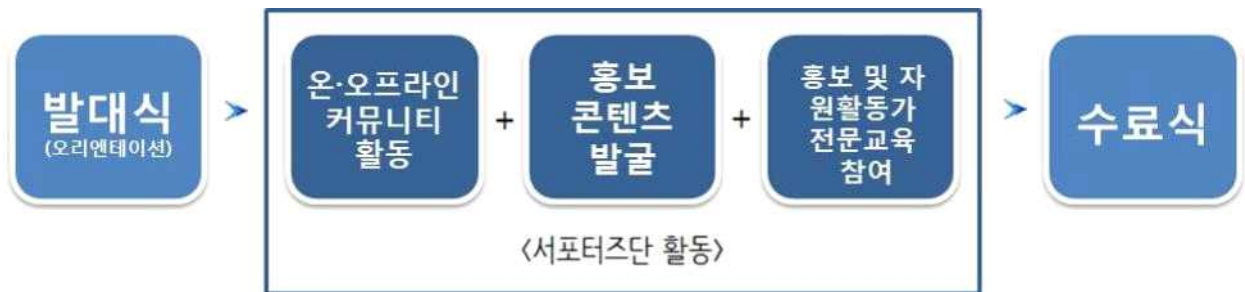 발대식
(오리엔테이션)
➤
온·오프라인
커뮤니티
활동
+
홍보
콘텐츠
발굴
+
홍보 및 자
원활동가
전문교육
참여
➤
수료식
〈서포터즈단 활동〉